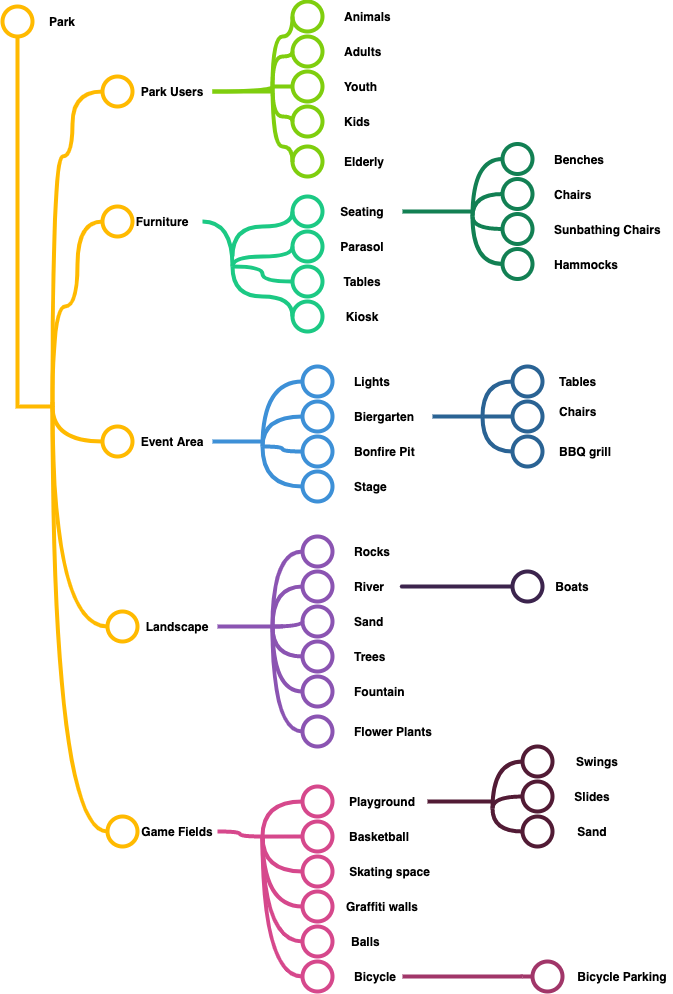 Park
Park Users
Animals
Adults
Youth
Kids
Elderly
Furniture
Seating
Benches
Chairs
Sunbathing Chairs
Hammocks
Parasol
Tables
Kiosk
Event Area
Lights
Biergarten
Tables
Chairs
BBQ grill
Bonfire Pit
Stage
Landscape
Rocks
River
Boats
Sand
Trees
Fountain
Flower Plants
Game Fields
Playground
Swings
Slides
Sand
Basketball
Skating space
Graffiti walls
Balls
Bicycle
Bicycle Parking